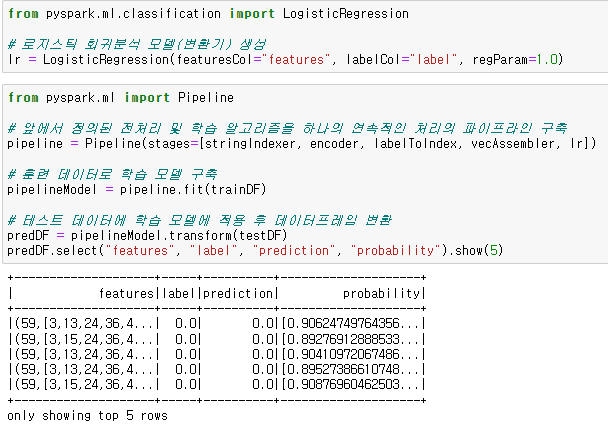 from pyspark.ml.classification import LogisticRegression
# 로지스틱 회귀분석 모델(변환기) 생성
lr = LogisticRegression(featuresCol="features", labelCol="label", regParam=1.0)
from pyspark.ml import Pipeline
# 앞에서 정의된 전처리 및 학습 알고리즘을 하나의 연속적인 처리의 파이프라인 구축
pipeline = Pipeline(stages=[stringIndexer, encoder, labelToIndex, vecAssembler, lr])
# 훈련 데이터로 학습 모델 구축
pipelineModel = pipeline.fit(trainDF)
# 테스트 데이터에 학습 모델에 적용 후 데이터프레임 변환
predDF = pipelineModel.transform(testDF)
predDF.select("features", "label", "prediction", "probability").show(5)
+--------------------+-----+----------+--------------------+
|            features|label|prediction|         probability|
+--------------------+-----+----------+--------------------+
|(59,[3,13,24,36,4...|  0.0|       0.0|[0.90624749764356...|
|(59,[3,15,24,36,4...|  0.0|       0.0|[0.89276912888533...|
|(59,[3,13,24,36,4...|  0.0|       0.0|[0.90410972067486...|
|(59,[3,13,24,36,4...|  0.0|       0.0|[0.89527386610748...|
|(59,[3,15,24,36,4...|  0.0|       0.0|[0.90876960462503...|
+--------------------+-----+----------+--------------------+
only showing top 5 rows